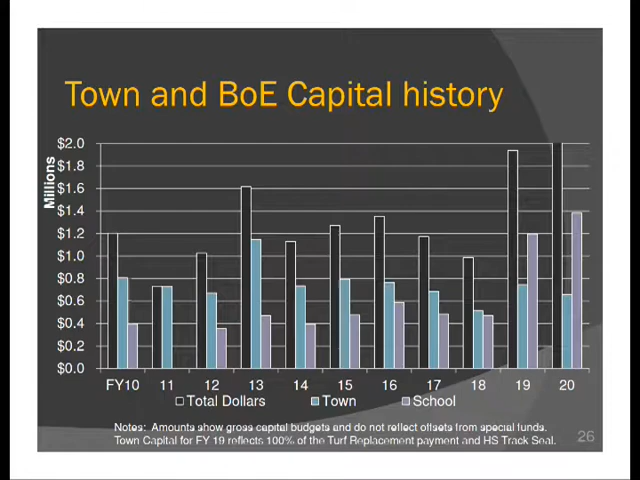 Town and BoE Capital history
Millions
$2.0
$1.8
$1.6
$1.4
$1.2
$1.0
$0.8
$0.6
$0.4
$0.2
$0.0
FY10 11 12 13 14 15 16 17 18 19 20
Total Dollars Town School
Notes: Amounts show gross capital budgets and do not reflect offsets from special funds.
Town Capital for FY 19 reflects 100% of the Turf Replacement payment and HS Track Seal.
26